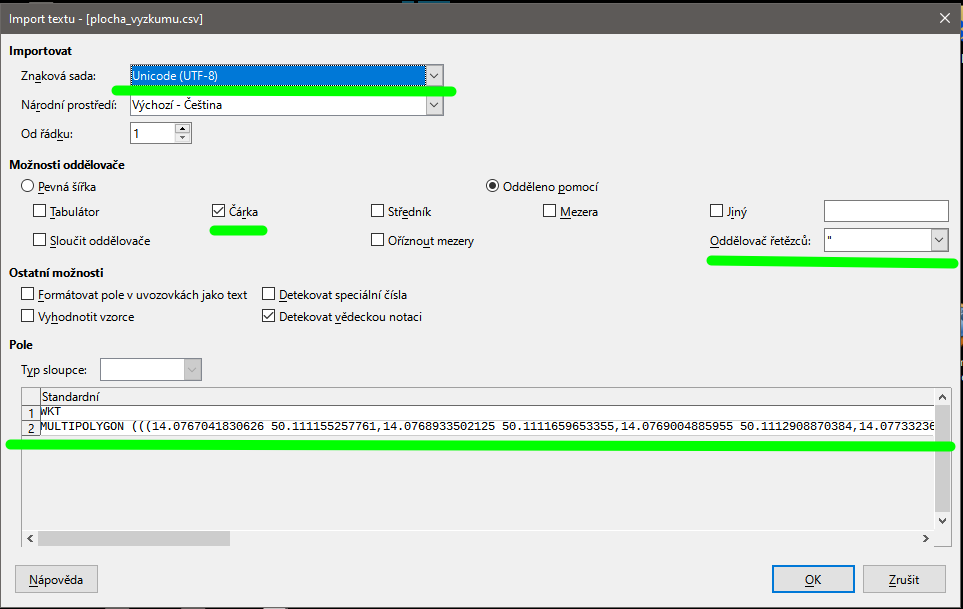 Import textu - [plocha_vyzkumu.csv]
Importovat
Znaková sada: Unicode (UTF-8)
Národní prostředí: Výchozí - Čeština
Od řádku: 1
Možnosti oddělovače
Pevná šířka Odděleno pomocí
Tabulátor Čárka Středník Mezera Jiný
Sloučit oddělovače Oříznout mezery Oddělovač řetězců: "
Ostatní možnosti
Formátovat pole v uvozovkách jako text Detekovat speciální čísla
Vyhodnotit vzorce Detekovat vědeckou notaci
Pole
Typ sloupce:
Standardní
1 WKT
2 MULTIPOLYGON (((14.0767041830626 50.111155257761,14.0768933502125 50.1111659653355,14.0769004885955 50.1112908870384,14.07733236
Nápověda OK Zrušit